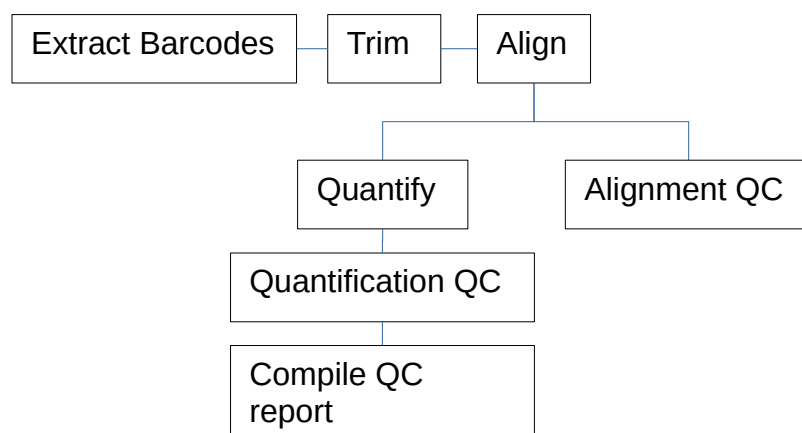 Extract Barcodes
Trim
Align
Quantify
Alignment QC
Quantification QC
Compile QC
report